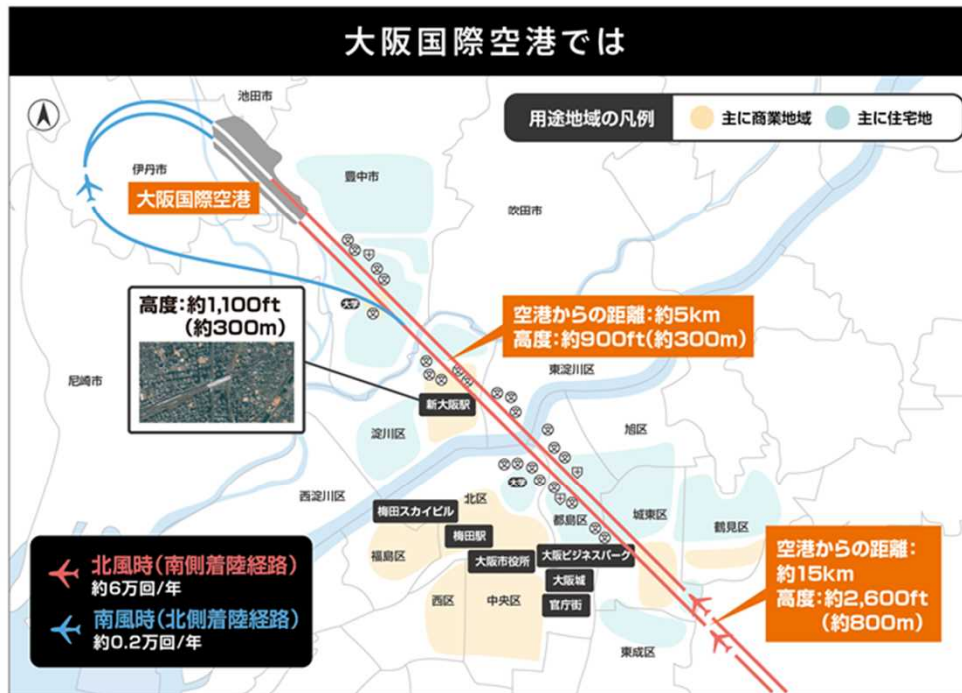 大阪国際空港では
池田市
用途地域の凡例
主に商業地域
主に住宅地
伊丹市
豊中市
大阪国際空港
吹田市
大学
高度:約1,100ft
(約300m)
空港からの距離:約5km
高度:約900ft(約300m)
尼崎市
東淀川区
新大阪駅
淀川区
旭区
大学
西淀川区
北区
梅田スカイビル
都島区
城東区
鶴見区
梅田駅
福島区
大阪市役所
大阪ビジネスパーク
大阪城
西区
中央区
官庁街
東成区
空港からの距離:
約15km
高度:約2,600ft
(約800m)
北風時(南側着陸経路)
約6万回/年
南風時(北側着陸経路)
約0.2万回/年